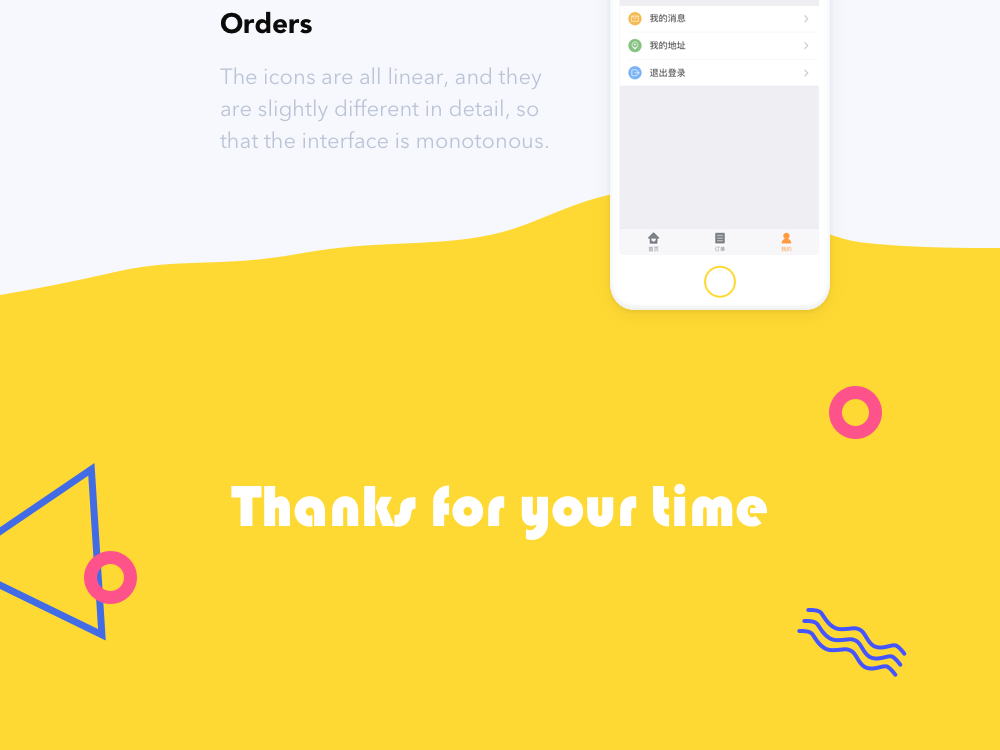 Orders
The icons are all linear, and they
are slightly different in detail, so
that the interface is monotonous.
我的消息
我的地址
退出登录
首页
订单
我的
Thanks for your time